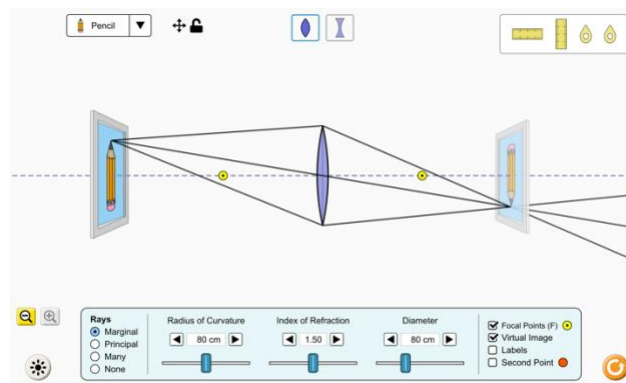 Pencil
Rays
Marginal
Principal
Many
None
Radius of Curvature
80 cm
Index of Refraction
1.50
Diameter
80 cm
Focal Points (F)
Virtual Image
Labels
Second Point